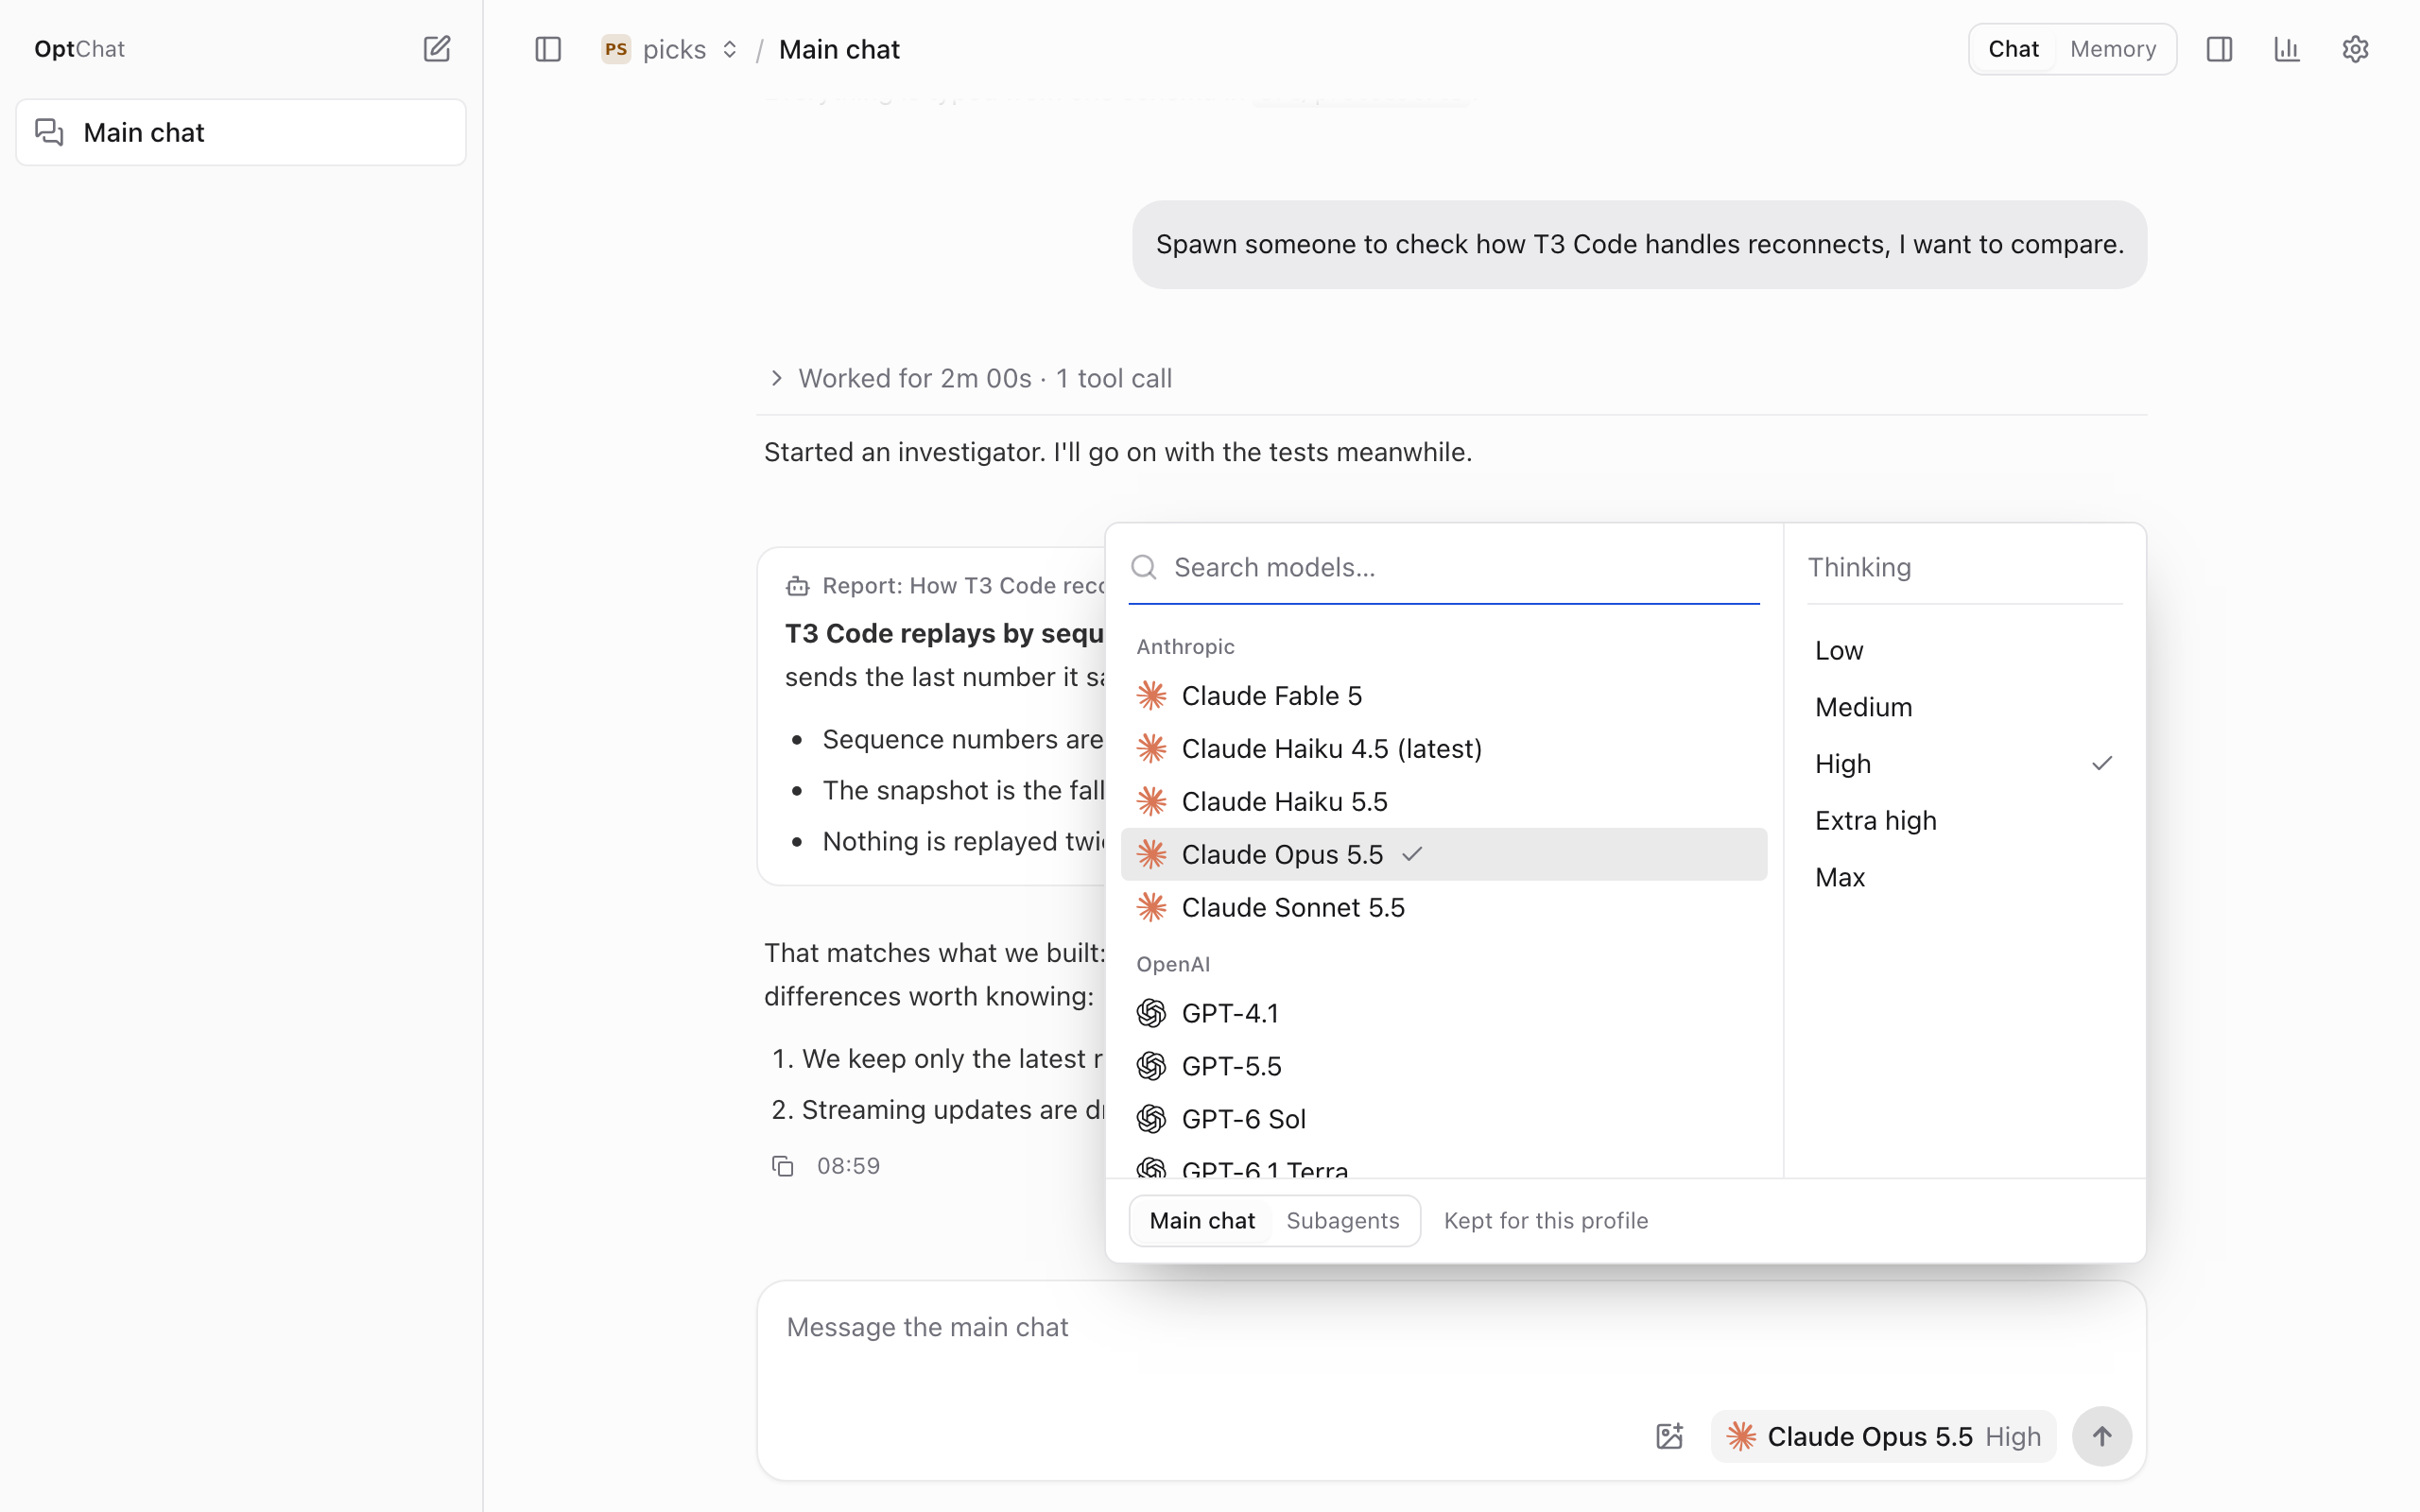 OptChat
PS picks / Main chat
Chat Memory
Main chat
Spawn someone to check how T3 Code handles reconnects, I want to compare.
Worked for 2m 00s · 1 tool call
Started an investigator. I'll go on with the tests meanwhile.
Report: How T3 Code
T3 Code replays by
sends the last number it
Sequence numbers are
The snapshot is the
Nothing is replayed
That matches what we built:
differences worth knowing:
1. We keep only the latest
2. Streaming updates are
08:59
Search models...
Anthropic
Claude Fable 5
Claude Haiku 4.5 (latest)
Claude Haiku 5.5
Claude Opus 5.5
Claude Sonnet 5.5
OpenAI
GPT-4.1
GPT-5.5
GPT-6 Sol
GPT-6.1 Terra
Thinking
Low
Medium
High
Extra high
Max
Main chat Subagents Kept for this profile
Message the main chat
Claude Opus 5.5 High